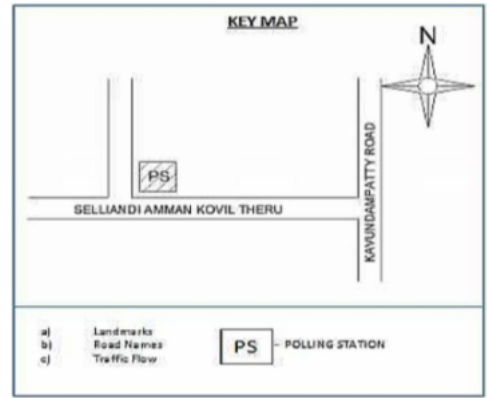 KEY MAP
N
PS
SELLIANDI AMMAN KOVIL THERU
KAVUNDAMPATTY ROAD
a) Landmarks
b) Road Names
c) Traffic Flow
PS - POLLING STATION